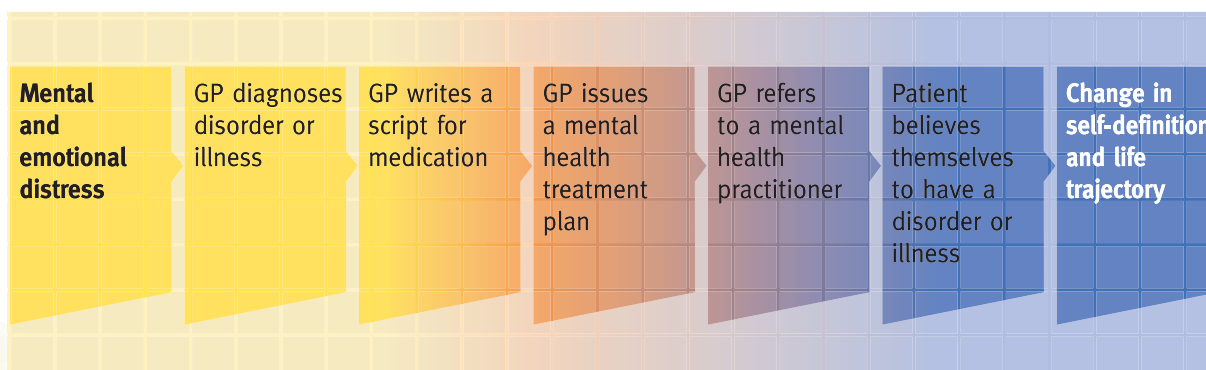 Mental
and
emotional
distress
GP diagnoses
disorder or
illness
GP writes a
script for
medication
GP issues
a mental
health
treatment
plan
GP refers
to a mental
health
practitioner
Patient
believes
themselves
to have a
disorder or
illness
Change in
self-definition
and life
trajectory